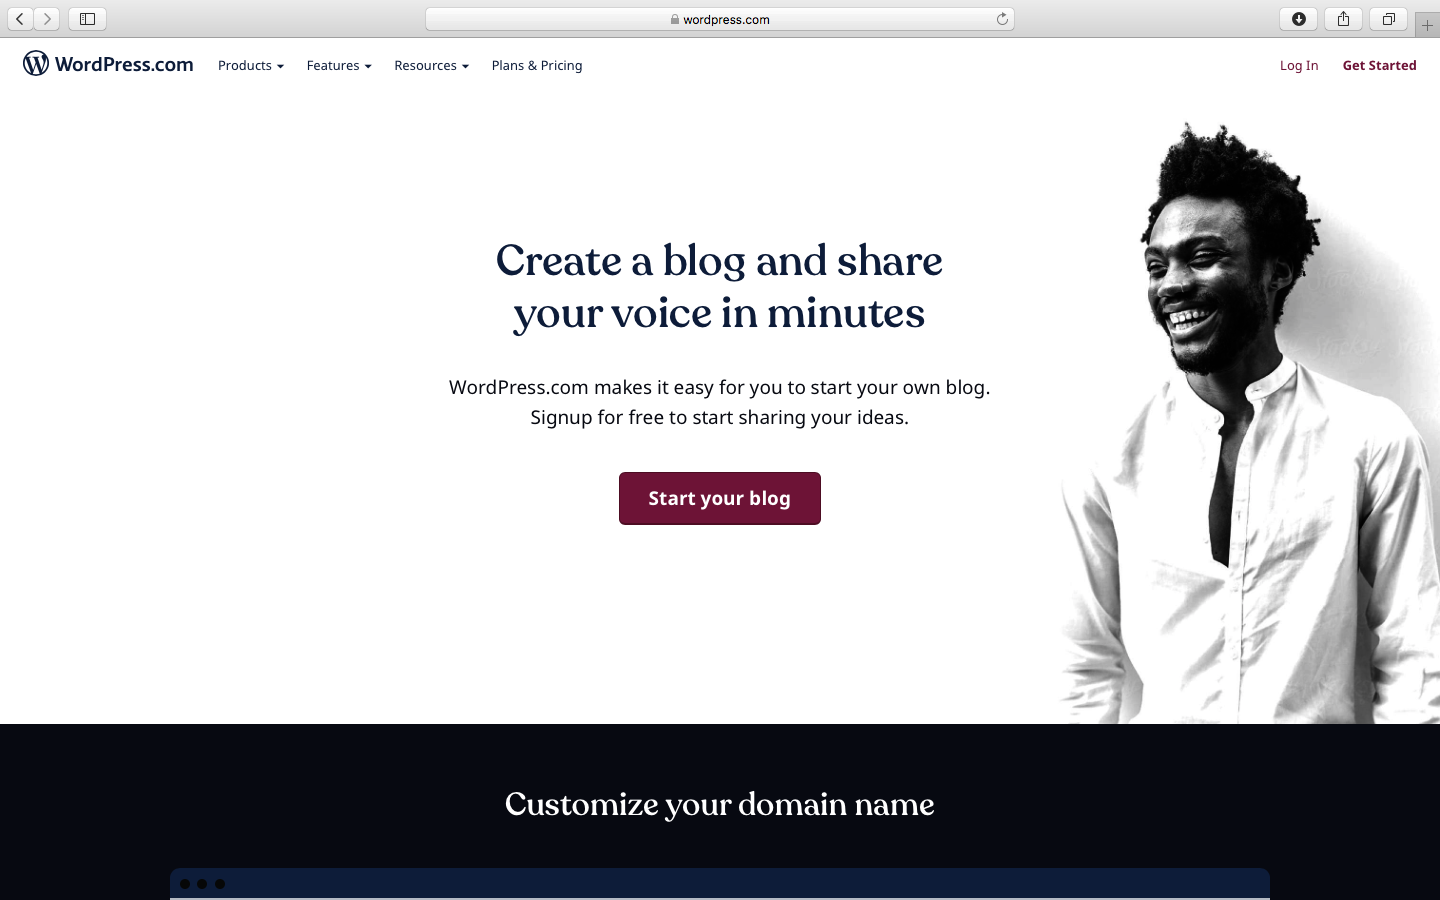 wordpress.com
WordPress.com Products Features Resources Plans & Pricing Log In Get Started
Create a blog and share
your voice in minutes
WordPress.com makes it easy for you to start your own blog.
Signup for free to start sharing your ideas.
Start your blog
Customize your domain name